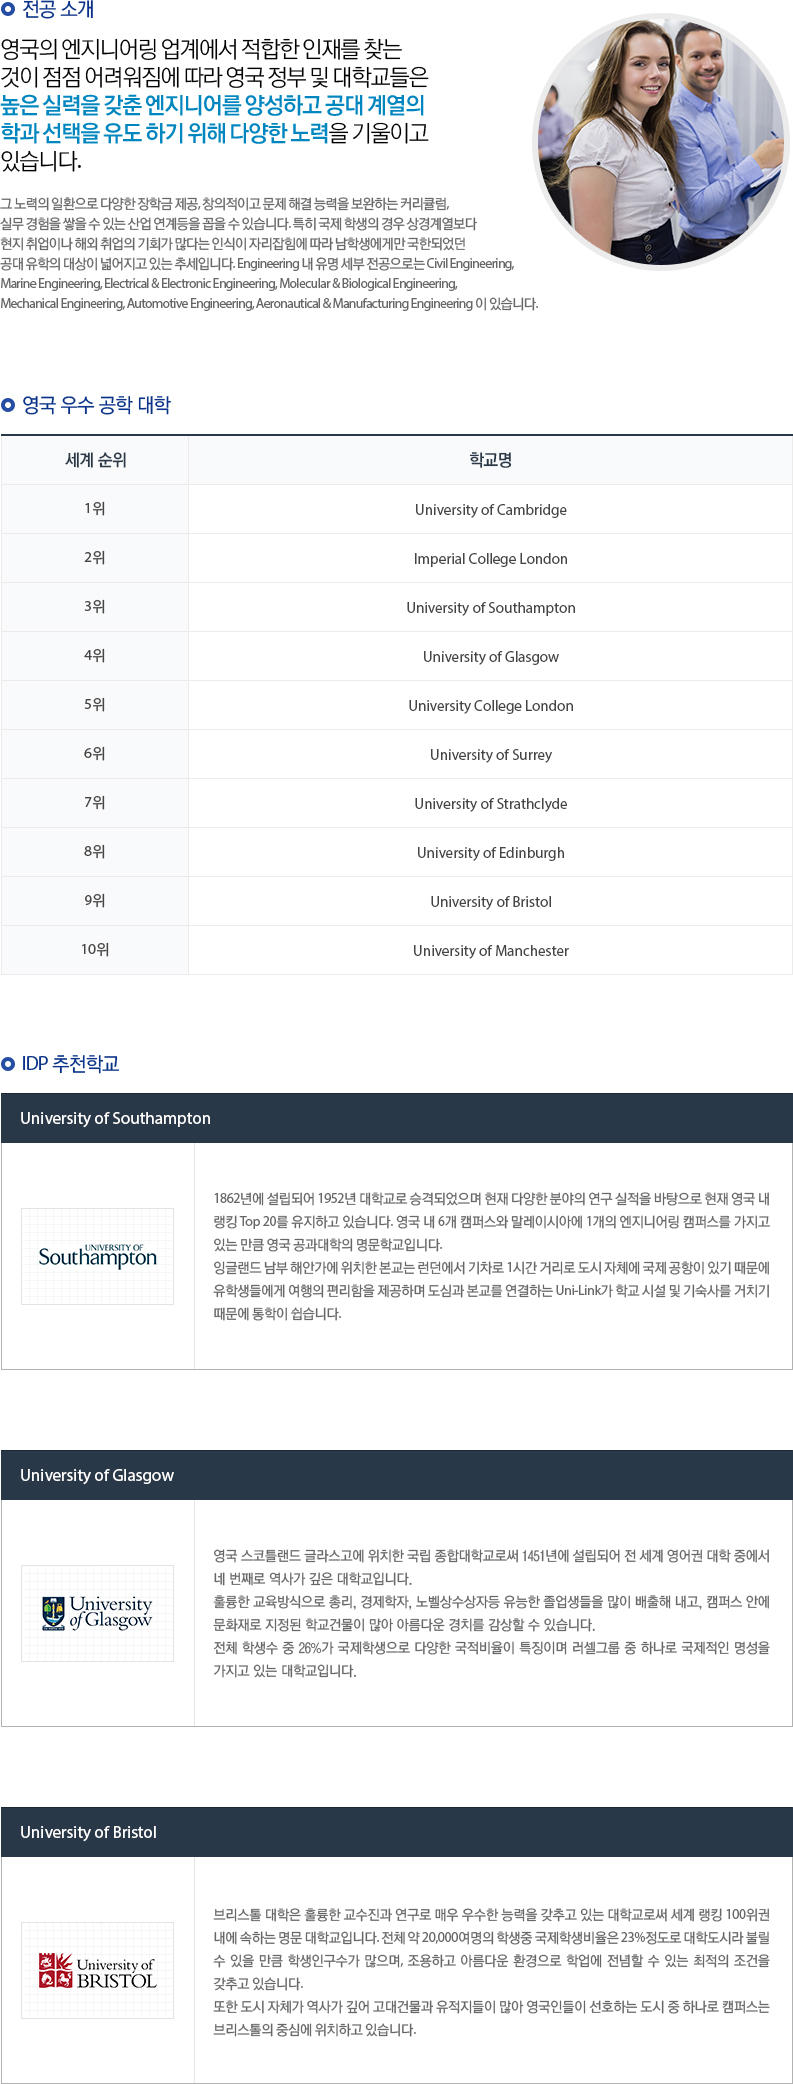 전공 소개
영국의 엔지니어링 업계에서 적합한 인재를 찾는
것이 점점 어려워짐에 따라 영국 정부 및 대학교들은
높은 실력을 갖춘 엔지니어를 양성하고 공대 계열의
학과 선택을 유도 하기 위해 다양한 노력을 기울이고
있습니다.
그 노력의 일환으로 다양한 장학금 제공, 창의적이고 문제 해결 능력을 보완하는 커리큘럼,
실무 경험을 쌓을 수 있는 산업 연계등을 꼽을 수 있습니다. 특히 국제 학생의 경우 상경계열보다
현지 취업이나 해외 취업의 기회가 많다는 인식이 자리잡힘에 따라 남학생에게만 국한되었던
공대 유학의 대상이 넓어지고 있는 추세입니다. Engineering 내 유명 세부 전공으로는 Civil Engineering,
Marine Engineering, Electrical & Electronic Engineering, Molecular & Biological Engineering,
Mechanical Engineering, Automotive Engineering, Aeronautical & Manufacturing Engineering 이 있습니다.
영국 우수 공학 대학
세계 순위 학교명
1위 University of Cambridge
2위 Imperial College London
3위 University of Southampton
4위 University of Glasgow
5위 University College London
6위 University of Surrey
7위 University of Strathclyde
8위 University of Edinburgh
9위 University of Bristol
10위 University of Manchester
IDP 추천학교
University of Southampton
UNIVERSITY OF
Southampton
1862년에 설립되어 1952년 대학교로 승격되었으며 현재 다양한 분야의 연구 실적을 바탕으로 현재 영국 내
랭킹 Top 20를 유지하고 있습니다. 영국 내 6개 캠퍼스와 말레이시아에 1개의 엔지니어링 캠퍼스를 가지고
있는 만큼 영국 공과대학의 명문학교입니다.
잉글랜드 남부 해안가에 위치한 본교는 런던에서 기차로 1시간 거리로 도시 자체에 국제 공항이 있기 때문에
유학생들에게 여행의 편리함을 제공하며 도심과 본교를 연결하는 Uni-Link가 학교 시설 및 기숙사를 거치기
때문에 통학이 쉽습니다.
University of Glasgow
University
of Glasgow
영국 스코틀랜드 글라스고에 위치한 국립 종합대학교로써 1451년에 설립되어 전 세계 영어권 대학 중에서
네 번째로 역사가 깊은 대학교입니다.
훌륭한 교육방식으로 총리, 경제학자, 노벨상수상자등 유능한 졸업생들을 많이 배출해 내고, 캠퍼스 안에
문화재로 지정된 학교건물이 많아 아름다운 경치를 감상할 수 있습니다.
전체 학생수 중 26%가 국제학생으로 다양한 국적비율이 특징이며 러셀그룹 중 하나로 국제적인 명성을
가지고 있는 대학교입니다.
University of Bristol
University of
BRISTOL
브리스톨 대학은 훌륭한 교수진과 연구로 매우 우수한 능력을 갖추고 있는 대학교로써 세계 랭킹 100위권
내에 속하는 명문 대학교입니다. 전체 약 20,000여명의 학생중 국제학생비율은 23%정도로 대학도시라 불릴
수 있을 만큼 학생인구수가 많으며, 조용하고 아름다운 환경으로 학업에 전념할 수 있는 최적의 조건을
갖추고 있습니다.
또한 도시 자체가 역사가 깊어 고대건물과 유적지들이 많아 영국인들이 선호하는 도시 중 하나로 캠퍼스는
브리스톨의 중심에 위치하고 있습니다.